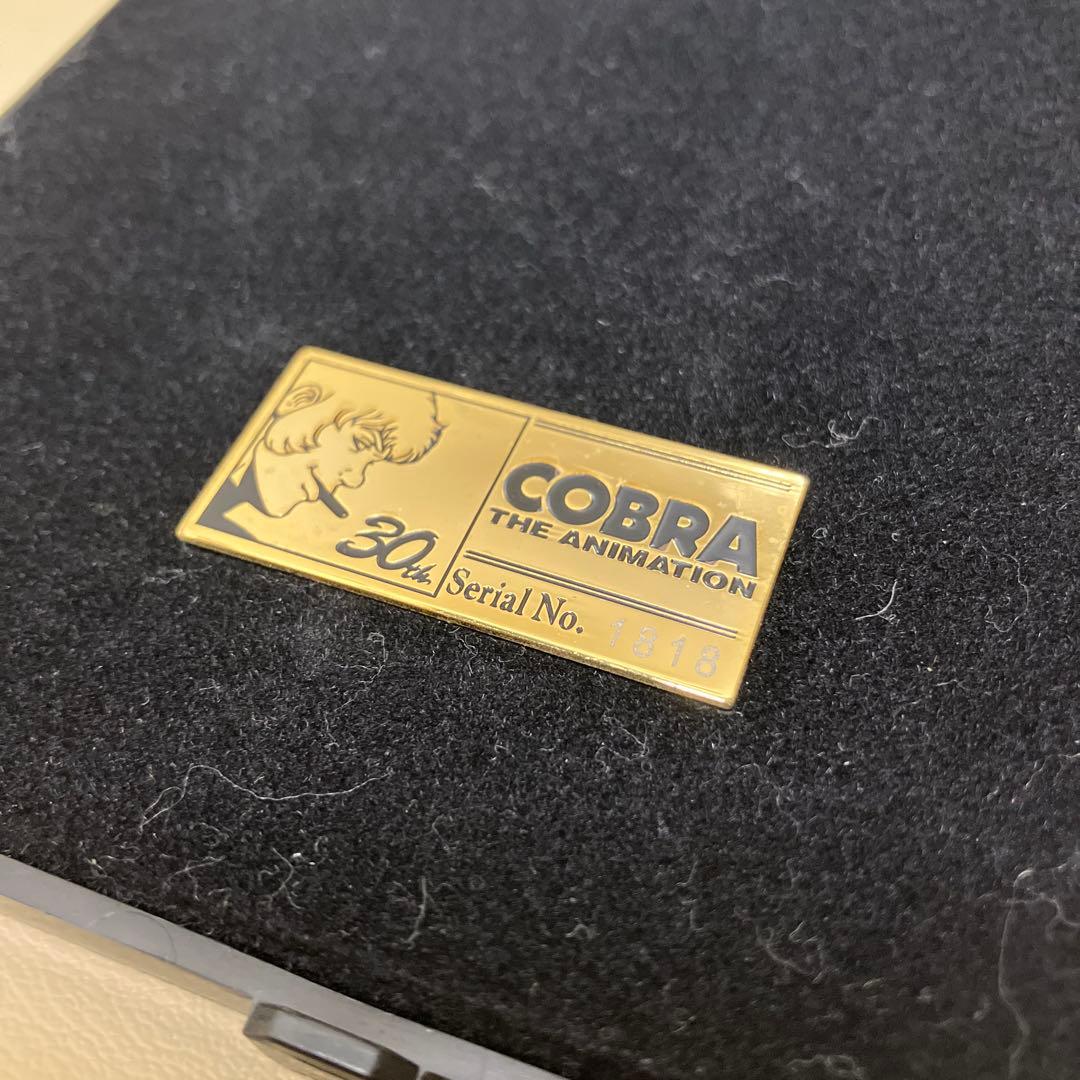 30th
COBRA
THE ANIMATION
Serial No. 1818